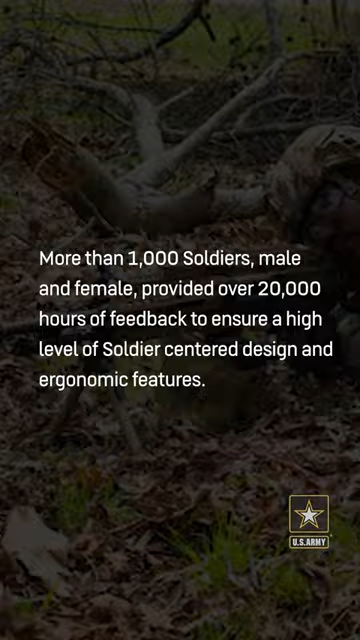 More than 1,000 Soldiers, male
and female, provided over 20,000
hours of feedback to ensure a high
level of Soldier centered design and
ergonomic features.
U.S.ARMY